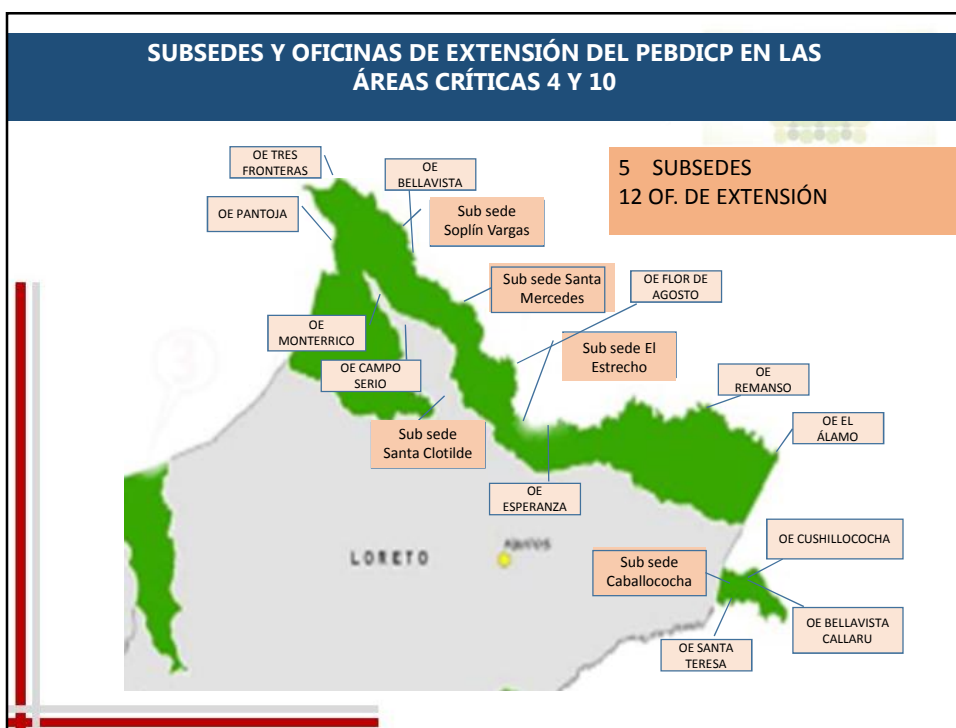 SUBSEDES Y OFICINAS DE EXTENSIÓN DEL PEBDICP EN LAS
ÁREAS CRÍTICAS 4 Y 10
5 SUBSEDES
12 OF. DE EXTENSIÓN
OE TRES
FRONTERAS
OE
BELLAVISTA
OE PANTOJA
Sub sede
Soplín Vargas
Sub sede Santa
Mercedes
OE FLOR DE
AGOSTO
OE
MONTERRICO
OE CAMPO
SERIO
Sub sede El
Estrecho
OE
REMANSO
Sub sede
Santa Clotilde
OE EL
ÁLAMO
OE
ESPERANZA
LORETO
OE CUSHILLOCOCHA
Sub sede
Caballococha
OE BELLAVISTA
CALLARU
OE SANTA
TERESA
3